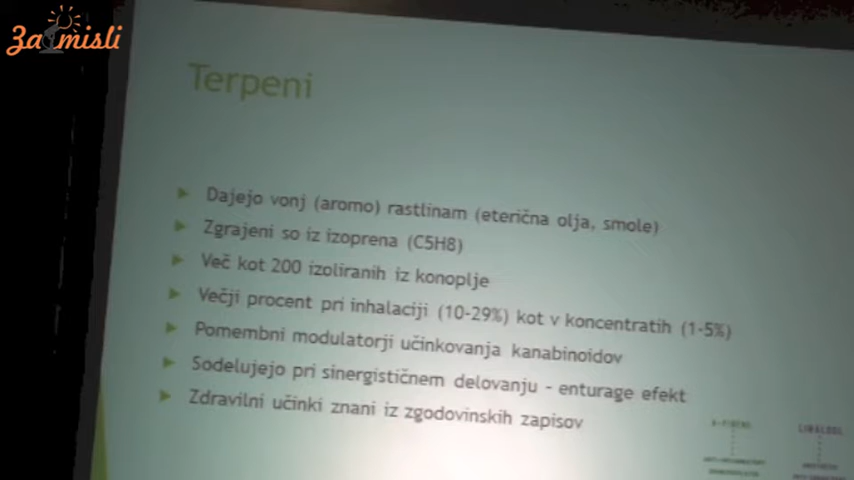 Za misli
Terpeni
Dajejo vonj (aromo) rastlinam (eterična olja, smole)
Zgrajeni so iz izoprena (C5H8)
Več kot 200 izoliranih iz konoplje
Večji procent pri inhalaciji (10-29%) kot v koncentratih (1-5%)
Pomembni modulatorji učinkovanja kanabinoidov
Sodelujejo pri sinergističnem delovanju - enturage efekt
Zdravilni učinki znani iz zgodovinskih zapisov
LINALOOL